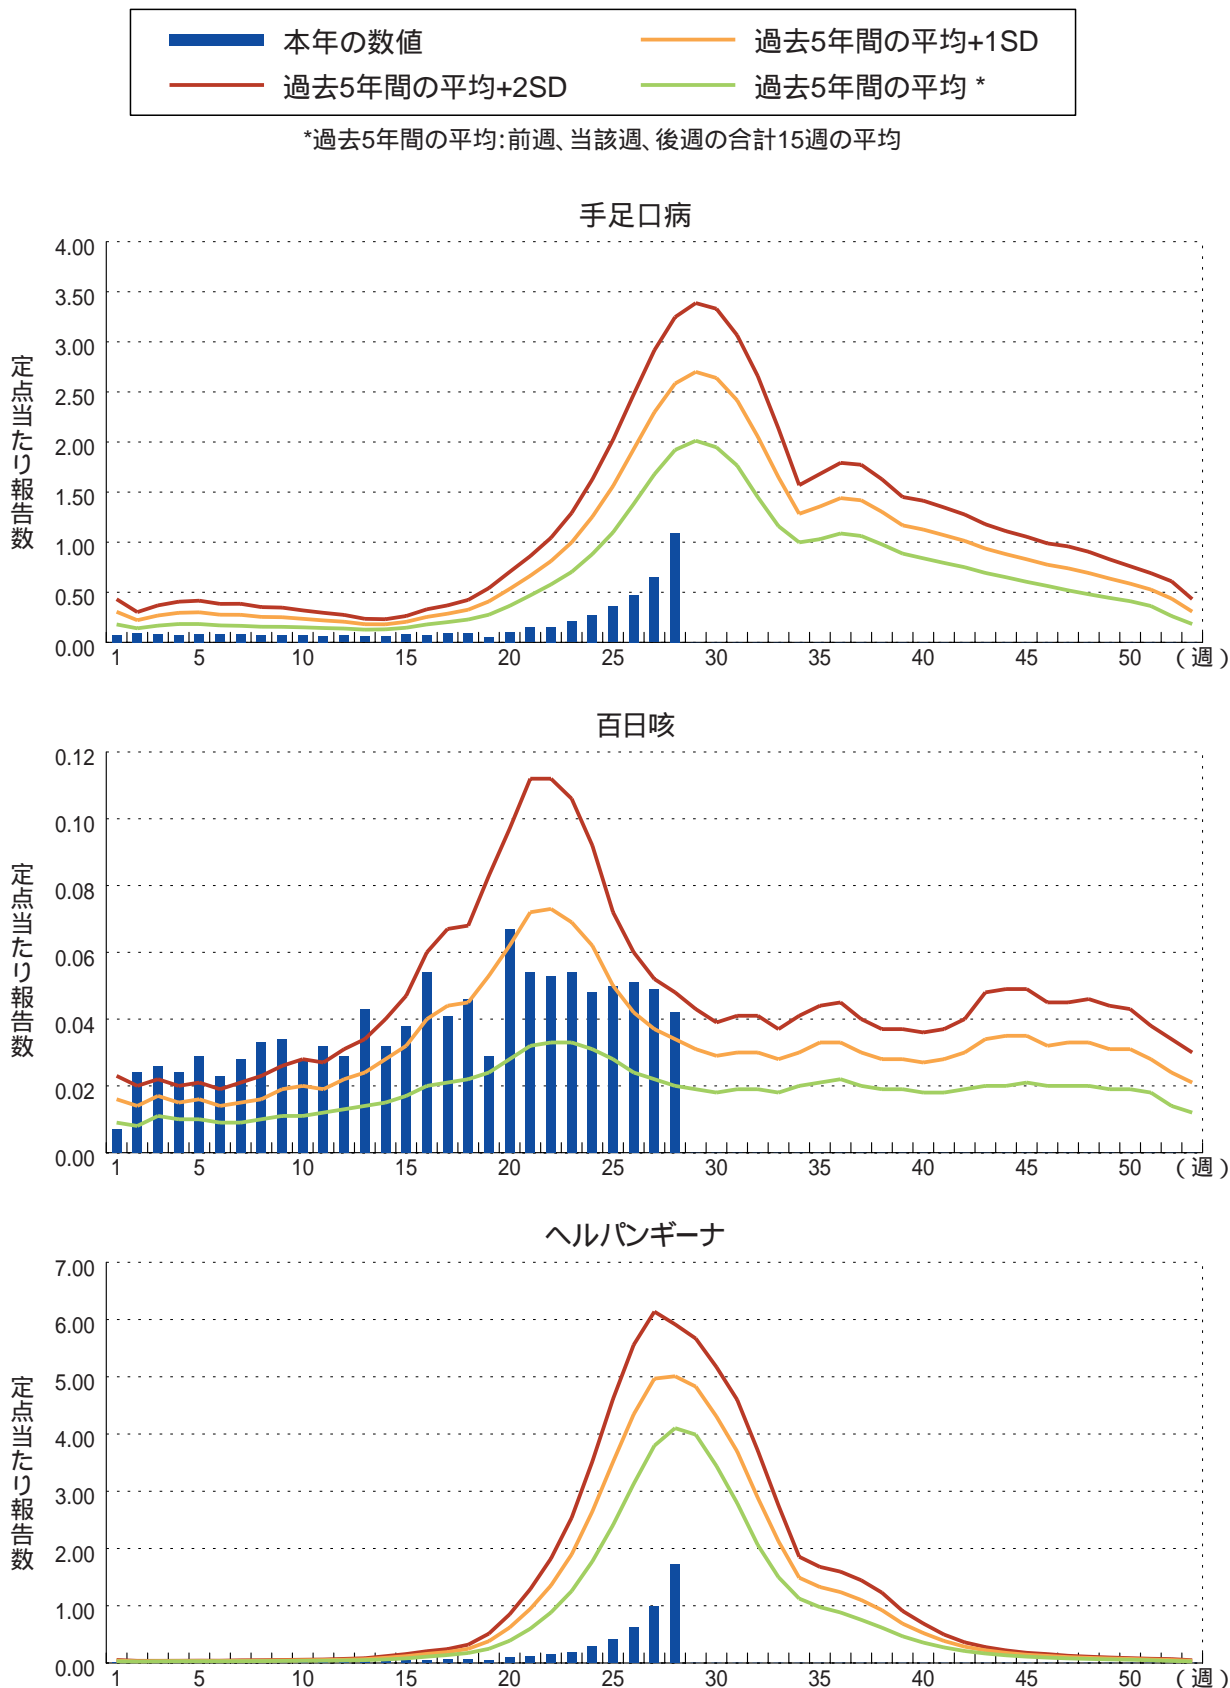 本年の数値
過去5年間の平均+1SD
過去5年間の平均+2SD
過去5年間の平均 *
*過去5年間の平均:前週、当該週、後週の合計15週の平均
手足口病
定点当たり報告数
4.00
3.50
3.00
2.50
2.00
1.50
1.00
0.50
0.00
1 5 10 15 20 25 30 35 40 45 50 (週)
百日咳
定点当たり報告数
0.12
0.10
0.08
0.06
0.04
0.02
0.00
1 5 10 15 20 25 30 35 40 45 50 (週)
ヘルパンギーナ
定点当たり報告数
7.00
6.00
5.00
4.00
3.00
2.00
1.00
0.00
1 5 10 15 20 25 30 35 40 45 50 (週)